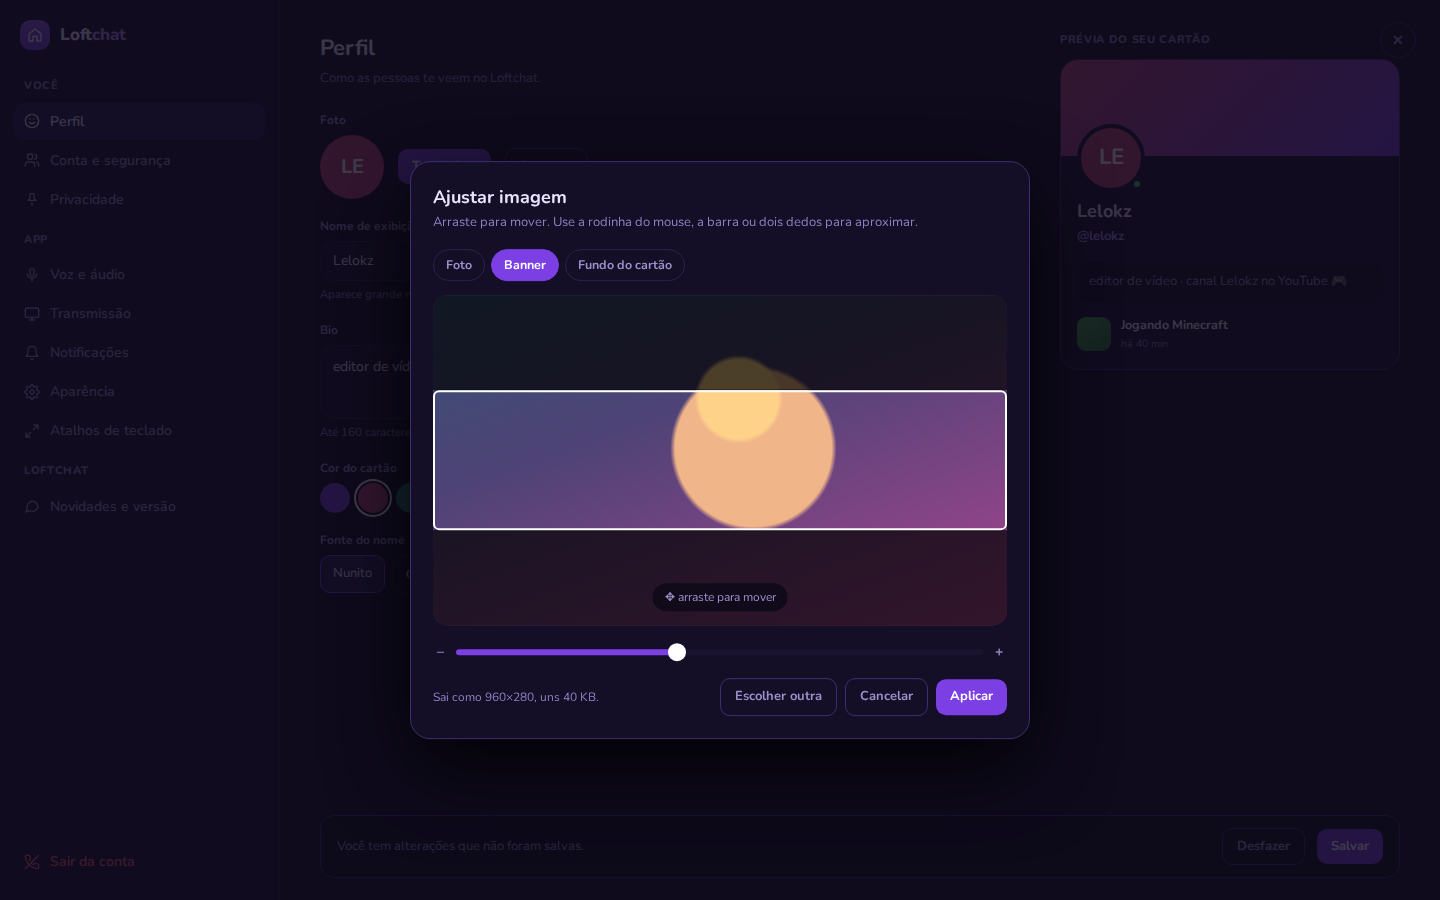 Loftchat
VOCÊ
Perfil
Conta e segurança
Privacidade
APP
Voz e áudio
Transmissão
Notificações
Aparência
Atalhos de teclado
LOFTCHAT
Novidades e versão
Sair da conta
Perfil
Como as pessoas te veem no Loftchat.
Foto
LE
Nome de exibiç
Lelokz
Aparece grande
Bio
editor de víd
Até 160 caractere
Cor do cartão
Fonte do nome
Nunito
Ajustar imagem
Arraste para mover. Use a rodinha do mouse, a barra ou dois dedos para aproximar.
Foto
Banner
Fundo do cartão
✥ arraste para mover
−
+
Sai como 960×280, uns 40 KB.
Escolher outra
Cancelar
Aplicar
PRÉVIA DO SEU CARTÃO
✕
LE
Lelokz
@lelokz
editor de vídeo · canal Lelokz no YouTube 🎮
Jogando Minecraft
há 40 min
Você tem alterações que não foram salvas.
Desfazer
Salvar